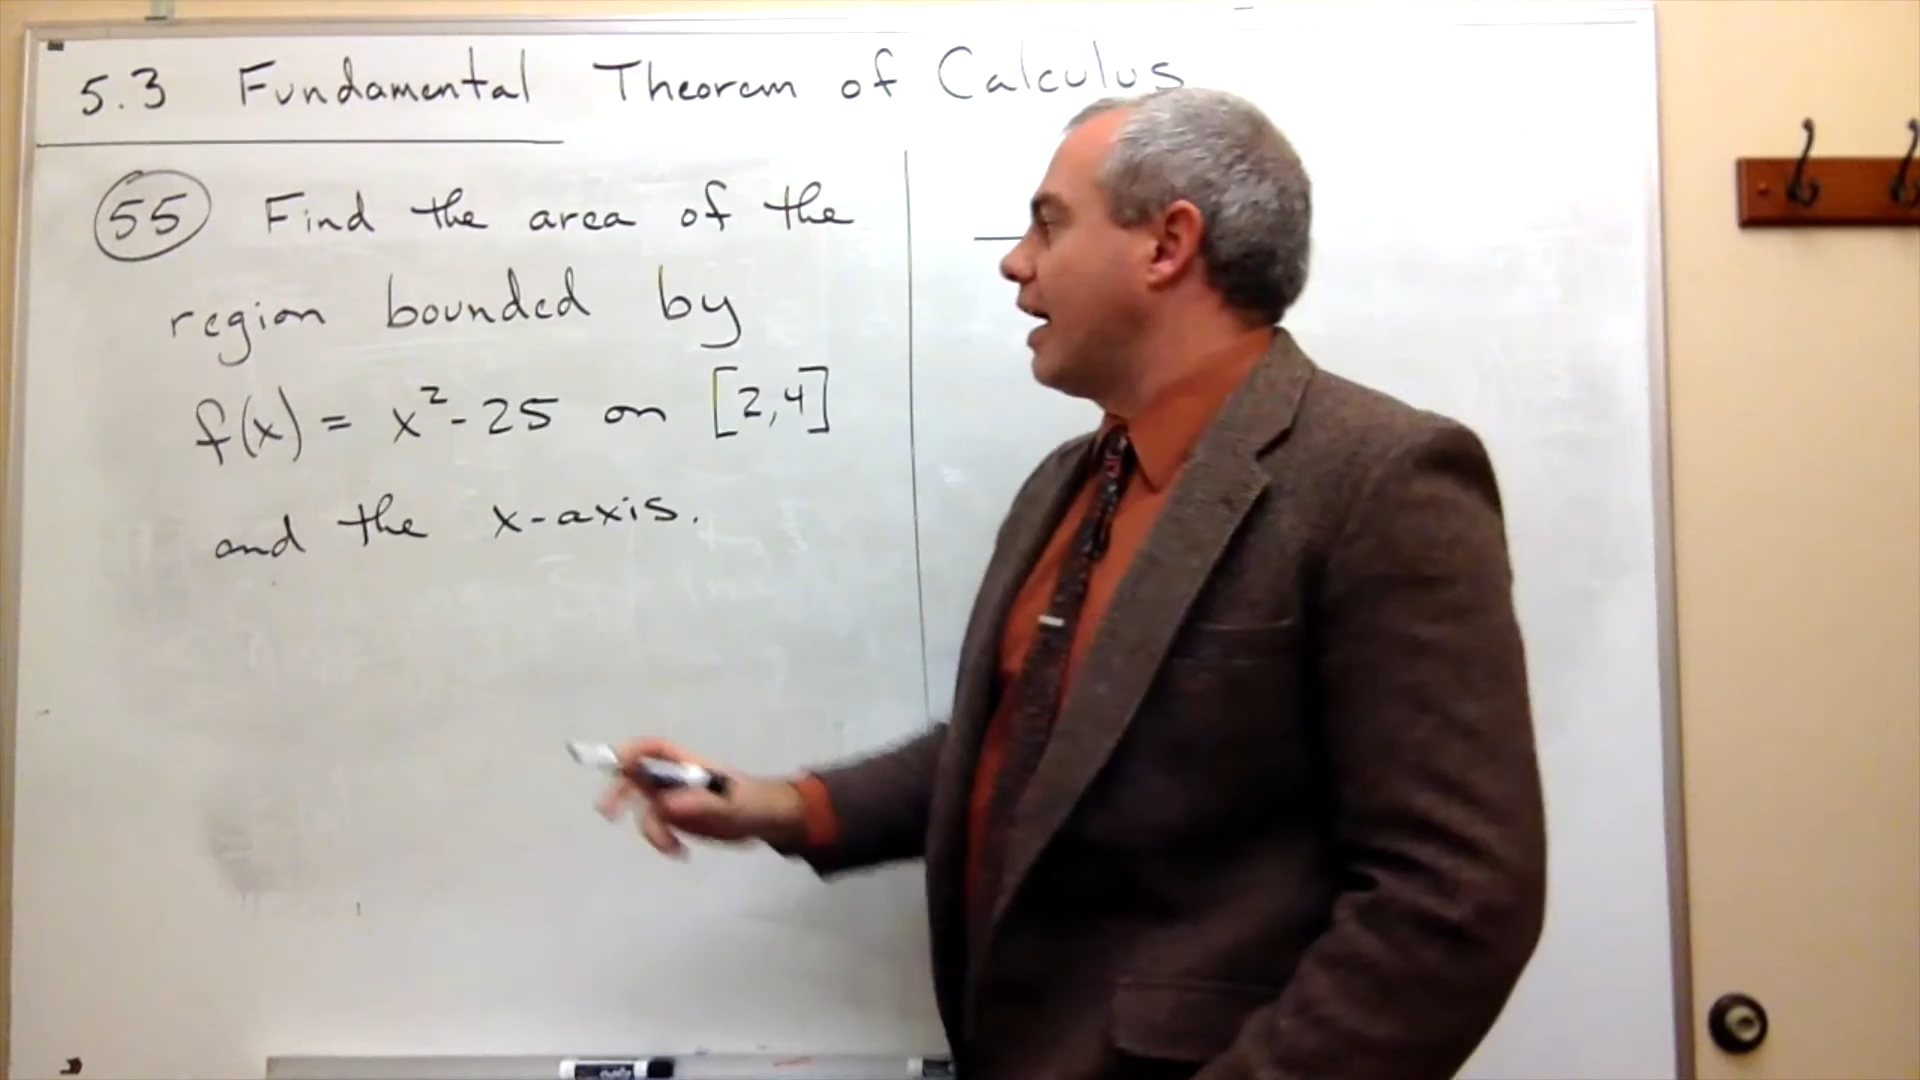 5.3 Fundamental Theorem of Calculus
55 Find the area of the
region bounded by
f(x) = x²-25 on [2,4]
and the x-axis.